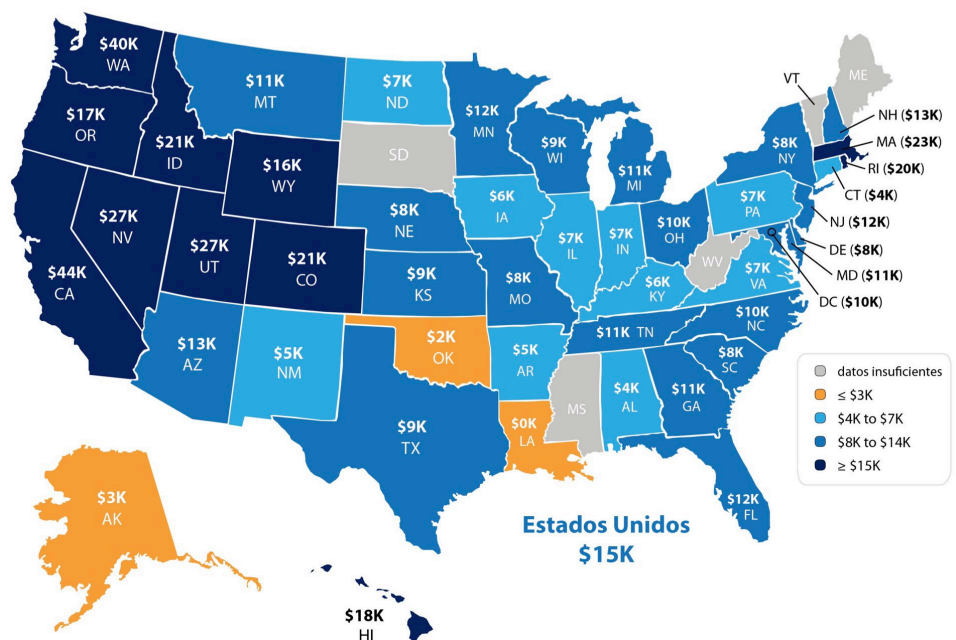 $40K
WA
$17K
OR
$21K
ID
$11K
MT
$7K
ND
$12K
MN
SD
$16K
WY
$9K
WI
$11K
MI
$8K
NY
VT
ME
NH ($13K)
MA ($23K)
RI ($20K)
CT ($4K)
NJ ($12K)
DE ($8K)
MD ($11K)
DC ($10K)
$44K
CA
$27K
NV
$27K
UT
$21K
CO
$8K
NE
$6K
IA
$7K
IL
$7K
IN
$10K
OH
$7K
PA
WV
$7K
VA
$9K
KS
$8K
MO
$6K
KY
$11K TN
$10K
NC
$8K
SC
$13K
AZ
$5K
NM
$2K
OK
$5K
AR
MS
$4K
AL
$11K
GA
$9K
TX
$0K
LA
$12K
FL
datos insuficientes
≤ $3K
$4K to $7K
$8K to $14K
≥ $15K
$3K
AK
Estados Unidos
$15K
$18K
HI